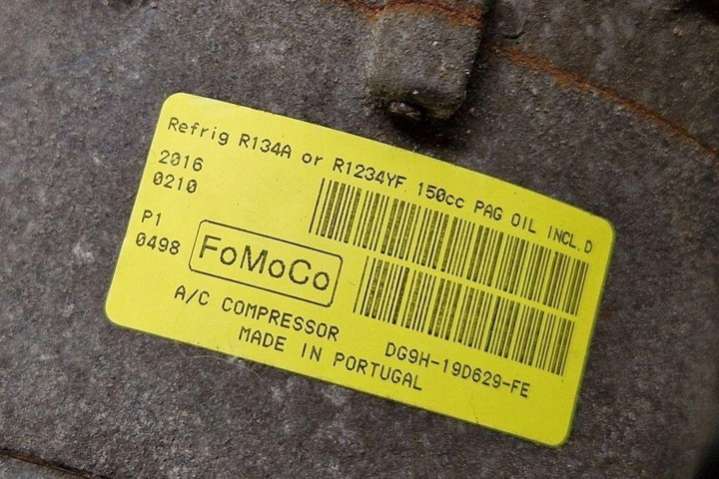 Refrig R134A or R1234YF 150cc PAG OIL INCL.D
2016
0210
P1
0498
FoMoCo
A/C COMPRESSOR
MADE IN PORTUGAL
DG9H-19D629-FE